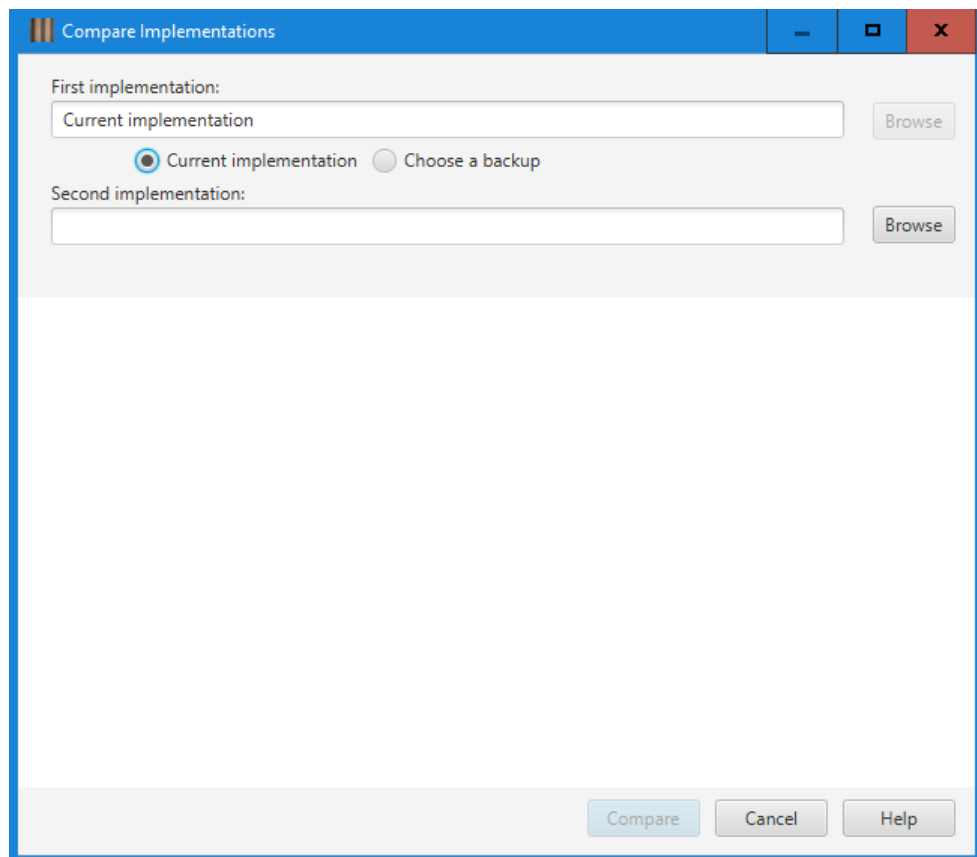 Compare Implementations
First implementation:
Current implementation
Browse
Current implementation Choose a backup
Second implementation:
Browse
Compare Cancel Help